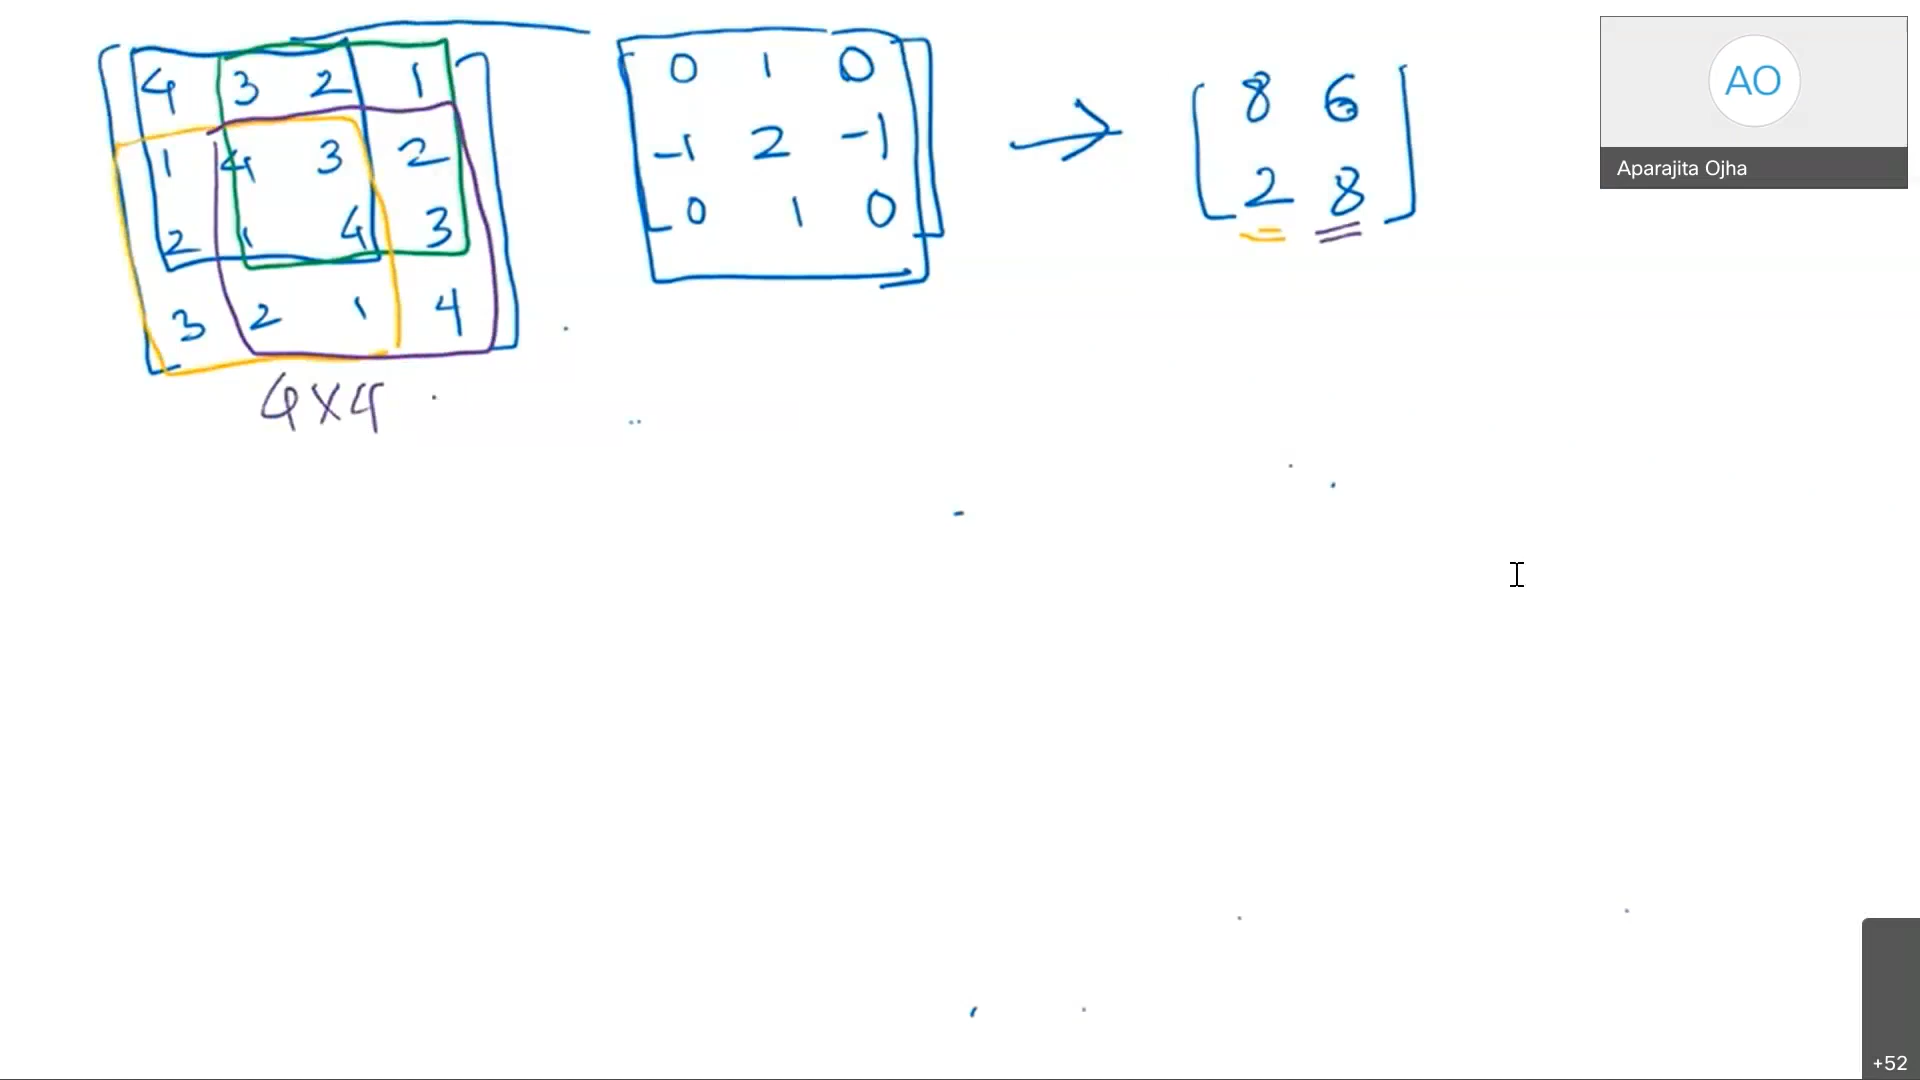 4 3 2 1
1 4 3 2
2 1 4 3
3 2 1 4
4x4
0 1 0
-1 2 -1
0 1 0
→
8 6
2 8
AO
Aparajita Ojha
+52